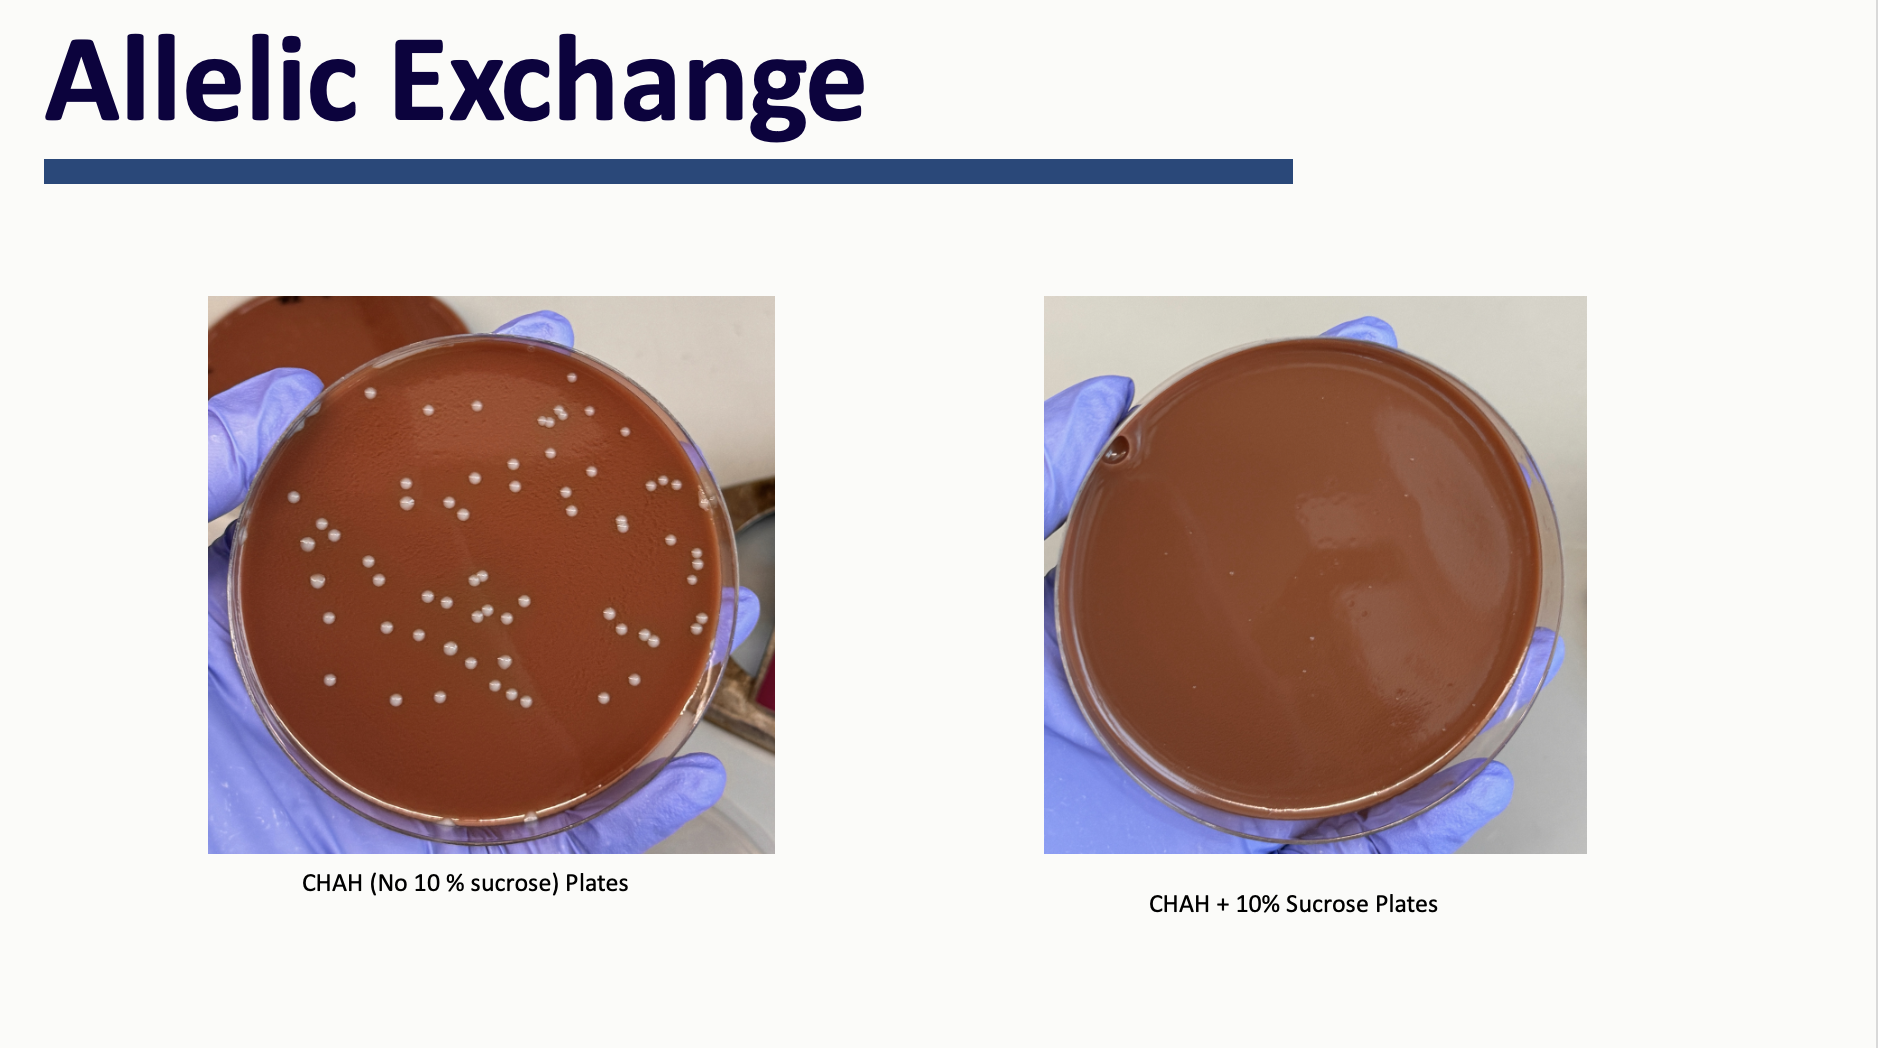 Allelic Exchange
CHAH (No 10 % sucrose) Plates
CHAH + 10% Sucrose Plates